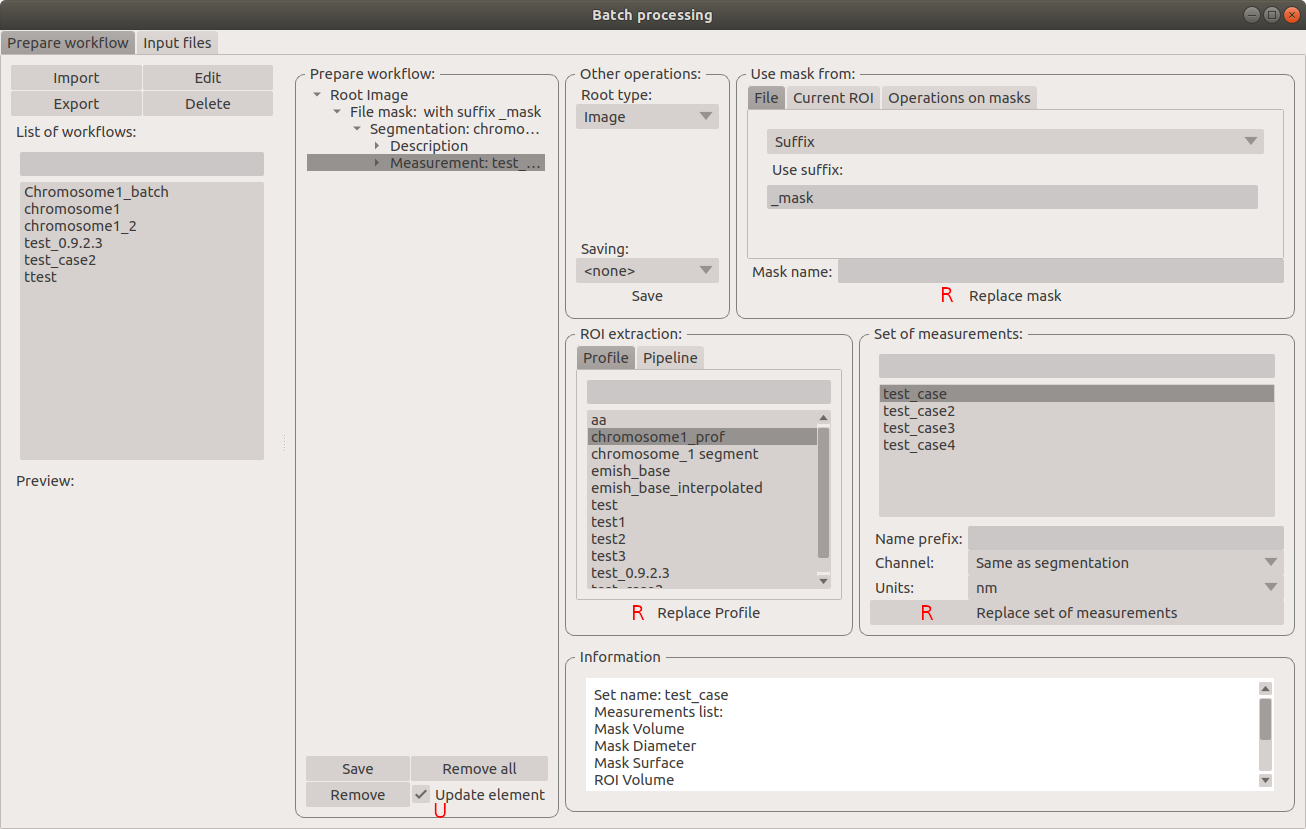 Batch processing
Prepare workflow
Input files
Import
Edit
Export
Delete
List of workflows:
Chromosome1_batch
chromosome1
chromosome1_2
test_0.9.2.3
test_case2
ttest
Preview:
Prepare workflow:
Root Image
File mask:  with suffix _mask
Segmentation: chromo...
Description
Measurement: test_...
Save
Remove all
Remove
Update element
U
Other operations:
Root type:
Image
Saving:
<none>
Save
Use mask from:
File
Current ROI
Operations on masks
Suffix
Use suffix:
_mask
Mask name:
R Replace mask
ROI extraction:
Profile
Pipeline
aa
chromosome1_prof
chromosome_1 segment
emish_base
emish_base_interpolated
test
test1
test2
test3
test_0.9.2.3
R Replace Profile
Set of measurements:
test_case
test_case2
test_case3
test_case4
Name prefix:
Channel:
Same as segmentation
Units:
nm
R Replace set of measurements
Information
Set name: test_case
Measurements list:
Mask Volume
Mask Diameter
Mask Surface
ROI Volume